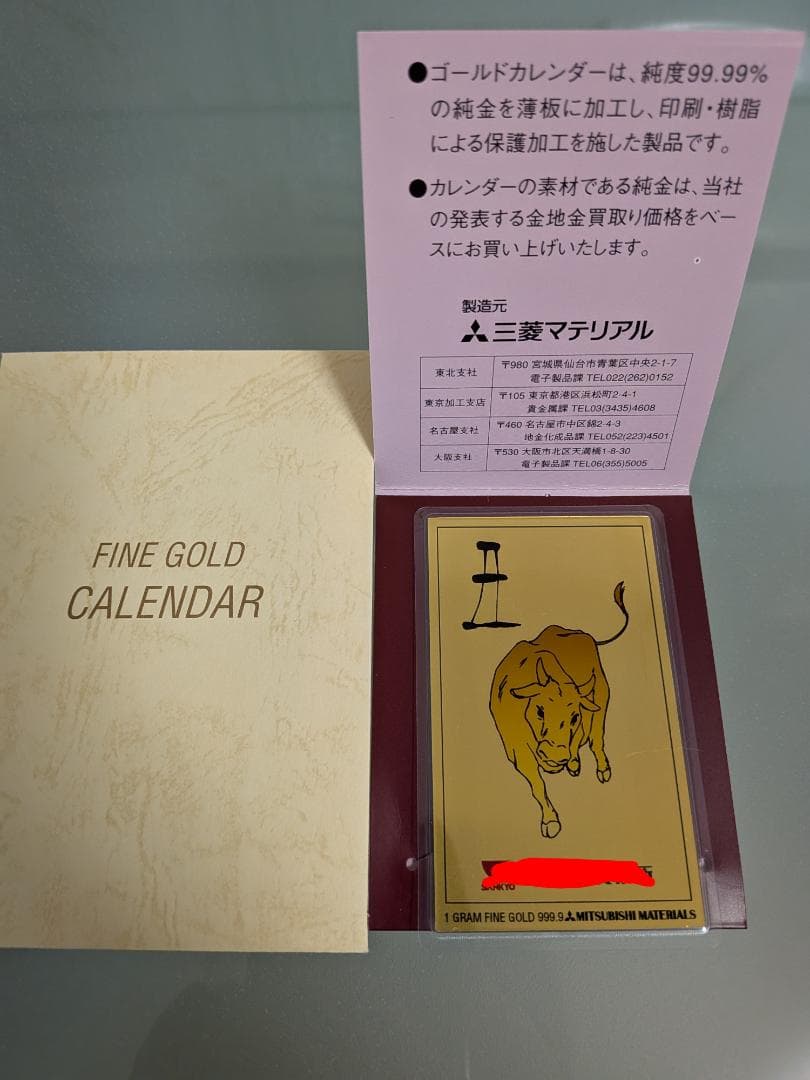 ●ゴールドカレンダーは、純度99.99%
の純金を薄板に加工し、印刷・樹脂
による保護加工を施した製品です。
●カレンダーの素材である純金は、当社
の発表する金地金買取り価格をベー
スにお買い上げいたします。
製造元
三菱マテリアル
東北支社 〒980 宮城県仙台市青葉区中央2-1-7
電子製品課 TEL022(262)0152
東京加工支店 〒105 東京都港区浜松町2-4-1
貴金属課 TEL03(3435)4608
名古屋支社 〒460 名古屋市中区錦2-4-3
地金化成品課 TEL052(223)4501
大阪支社 〒530 大阪市北区天満橋1-8-30
電子製品課 TEL06(355)5005
FINE GOLD
CALENDAR
丑
SANKYO
1 GRAM FINE GOLD 999.9 MITSUBISHI MATERIALS